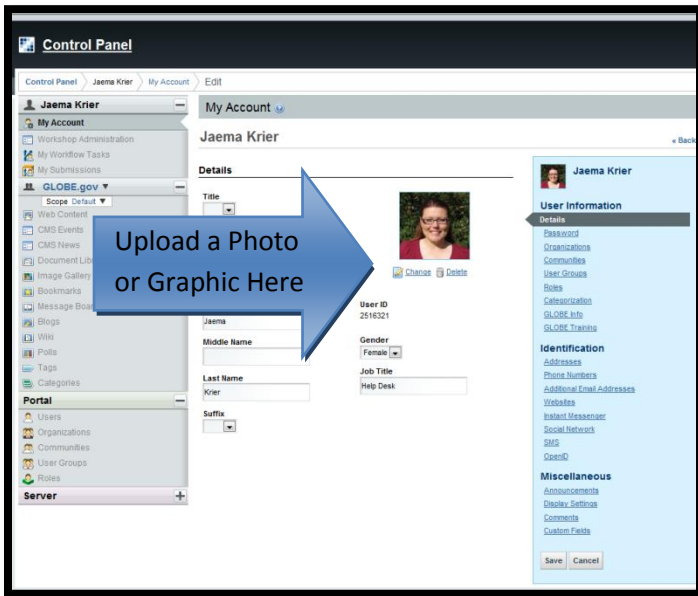 Control Panel
Control Panel Jaema Krier My Account Edit
Jaema Krier
My Account
Workshop Administration
My Workflow Tasks
My Submissions
GLOBE.gov ▼
Scope Default ▼
Web Content
CMS Events
CMS News
Document Lib
Image Gallery
Bookmarks
Message Boar
Blogs
Wiki
Polls
Tags
Categories
Portal
Users
Organizations
Communities
User Groups
Roles
Server
My Account
Jaema Krier
« Back
Details
Title
Upload a Photo
or Graphic Here
Change Delete
Jaema
Middle Name
Last Name
Krier
Suffix
User ID
2516321
Gender
Female
Job Title
Help Desk
Jaema Krier
User Information
Details
Password
Organizations
Communities
User Groups
Roles
Categorization
GLOBE Info
GLOBE Training
Identification
Addresses
Phone Numbers
Additional Email Addresses
Websites
Instant Messenger
Social Network
SMS
OpenID
Miscellaneous
Announcements
Display Settings
Comments
Custom Fields
Save Cancel